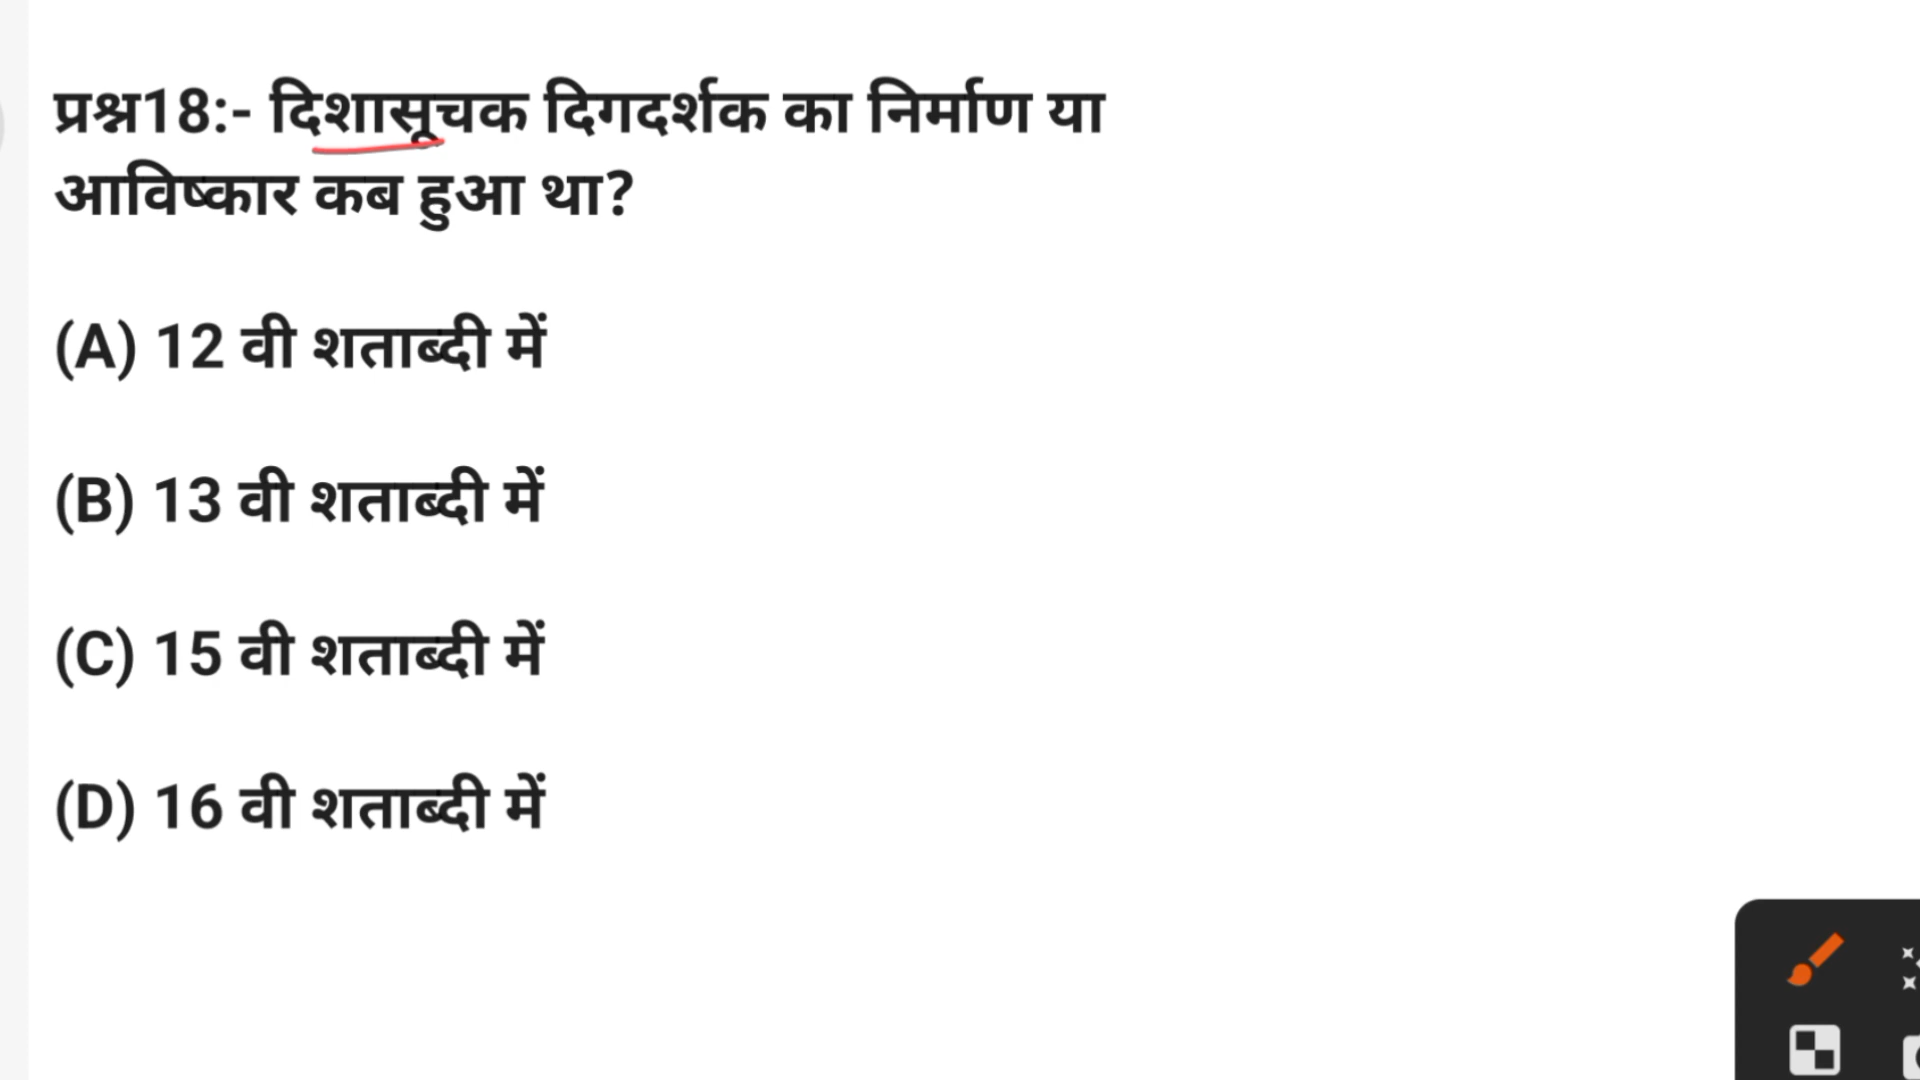 प्रश्न18:- दिशासूचक दिगदर्शक का निर्माण या
आविष्कार कब हुआ था?
(A) 12 वी शताब्दी में
(B) 13 वी शताब्दी में
(C) 15 वी शताब्दी में
(D) 16 वी शताब्दी में